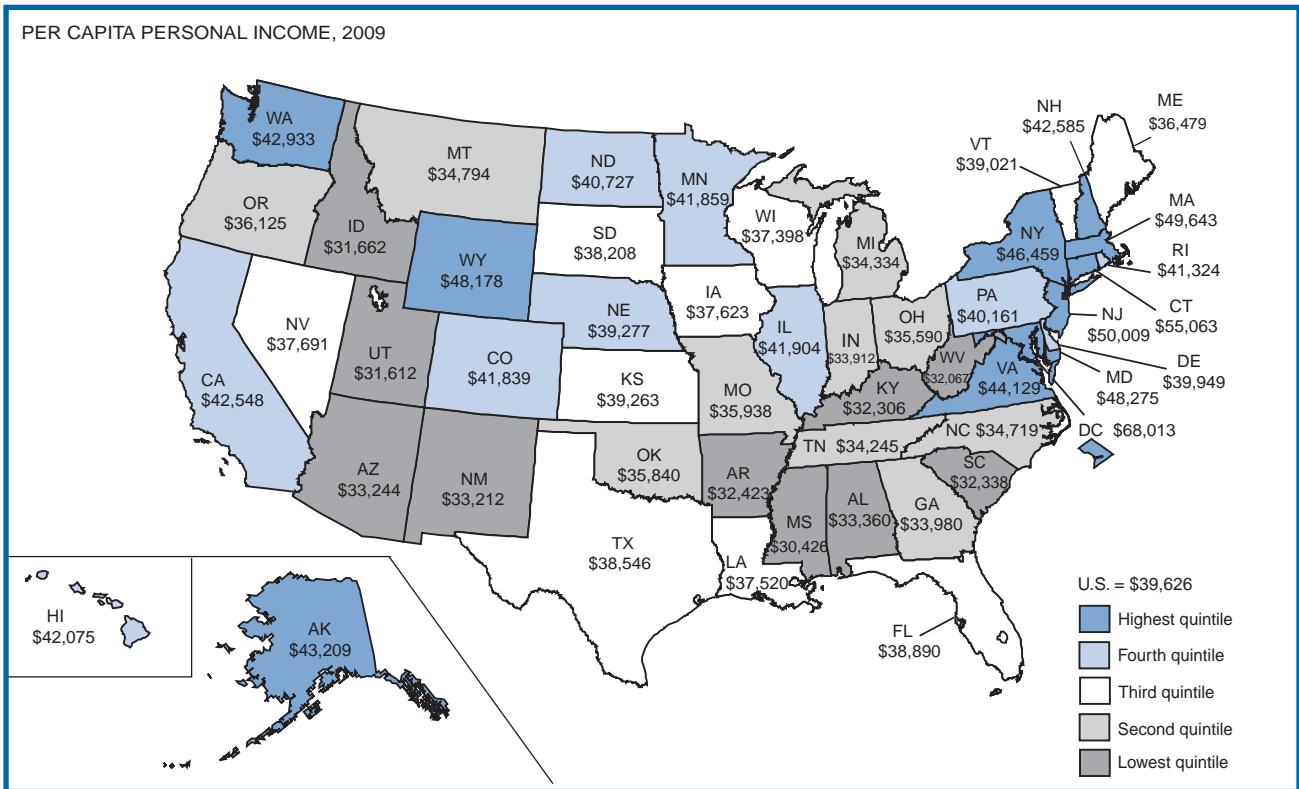 PER CAPITA PERSONAL INCOME, 2009
WA
$42,933
MT
$34,794
ND
$40,727
MN
$41,859
NH
$42,585
ME
$36,479
VT
$39,021
OR
$36,125
ID
$31,662
WY
$48,178
SD
$38,208
WI
$37,398
MI
$34,334
NY
$46,459
MA
$49,643
RI
$41,324
CT
$55,063
NJ
$50,009
DE
$39,949
MD
$48,275
DC $68,013
NV
$37,691
UT
$31,612
CO
$41,839
NE
$39,277
IA
$37,623
IL
$41,904
IN
$33,912
OH
$35,590
PA
$40,161
WV
$32,067
VA
$44,129
CA
$42,548
KS
$39,263
MO
$35,938
KY
$32,306
TN $34,245
NC $34,719
AZ
$33,244
NM
$33,212
OK
$35,840
AR
$32,423
MS
$30,426
AL
$33,360
GA
$33,980
SC
$32,338
TX
$38,546
LA
$37,520
FL
$38,890
HI
$42,075
AK
$43,209
U.S. = $39,626
Highest quintile
Fourth quintile
Third quintile
Second quintile
Lowest quintile